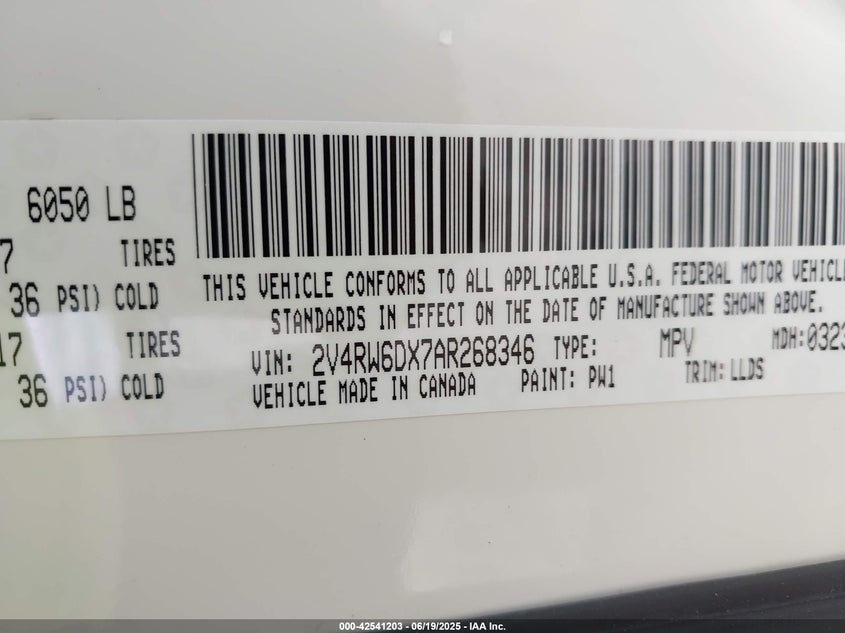 6050 LB
7 TIRES
36 PSI) COLD
17 TIRES
36 PSI) COLD
THIS VEHICLE CONFORMS TO ALL APPLICABLE U.S.A. FEDERAL MOTOR VEHICLE
STANDARDS IN EFFECT ON THE DATE OF MANUFACTURE SHOWN ABOVE.
VIN: 2V4RW6DX7AR268346 TYPE: MPV MDH: 0323
VEHICLE MADE IN CANADA PAINT: PW1 TRIM: LLDS
000-42541203 - 06/19/2025 - IAA Inc.